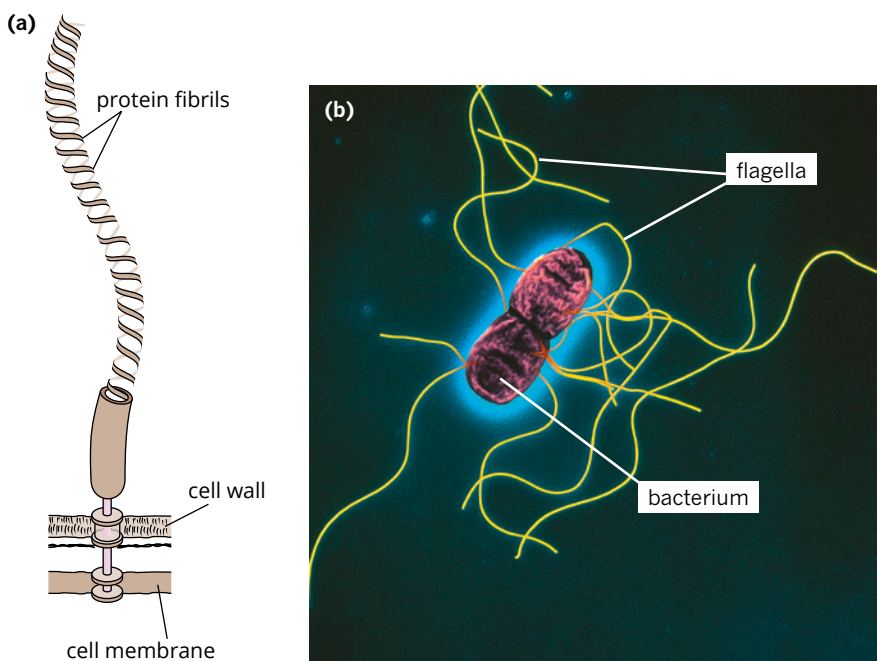 (a)
protein fibrils
cell wall
cell membrane
(b)
flagella
bacterium